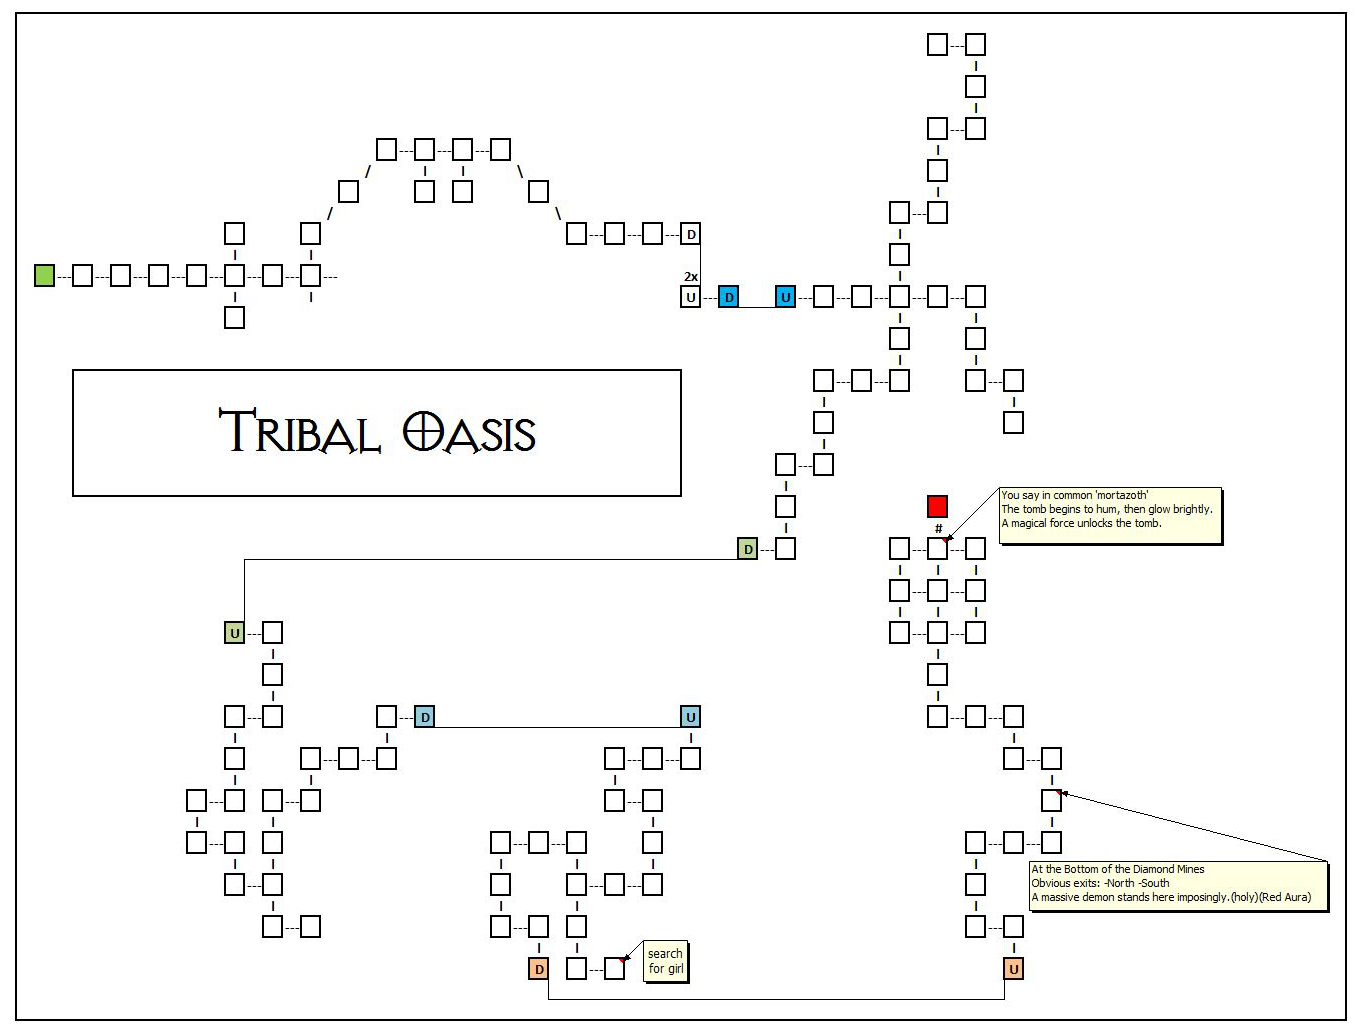 D
2x
U D U
TRIBAL OASIS
You say in common 'mortazoth'
The tomb begins to hum, then glow brightly.
A magical force unlocks the tomb.
#
D
U
D U
At the Bottom of the Diamond Mines
Obvious exits: -North -South
A massive demon stands here imposingly.(holy)(Red Aura)
search
for girl
D U